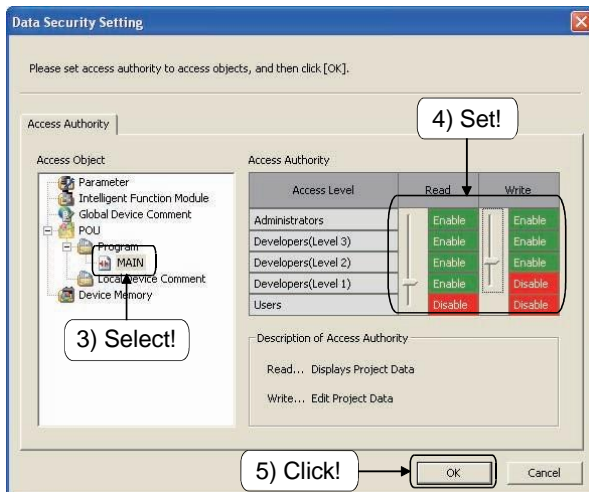 Data Security Setting
Please set access authority to access objects, and then click [OK].
4) Set!
Access Authority
Access Object
Parameter
Intelligent Function Module
Global Device Comment
POU
Program
MAIN
Local Device Comment
Device Memory
3) Select!
Access Authority
Access Level Read Write
Administrators Enable Enable
Developers(Level 3) Enable Enable
Developers(Level 2) Enable Enable
Developers(Level 1) Enable Disable
Users Disable Disable
Description of Access Authority
Read... Displays Project Data
Write... Edit Project Data
5) Click!
OK Cancel